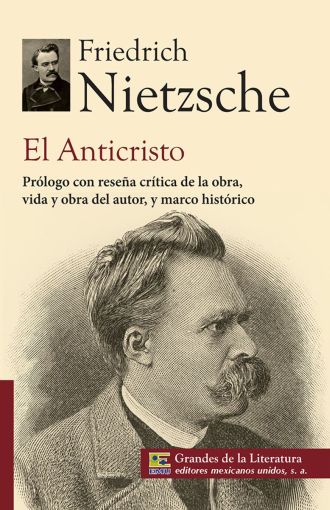 Friedrich
Nietzsche
El Anticristo
Prólogo con reseña crítica de la obra,
vida y obra del autor, y marco histórico
EMU
Grandes de la Literatura
editores mexicanos unidos, s. a.